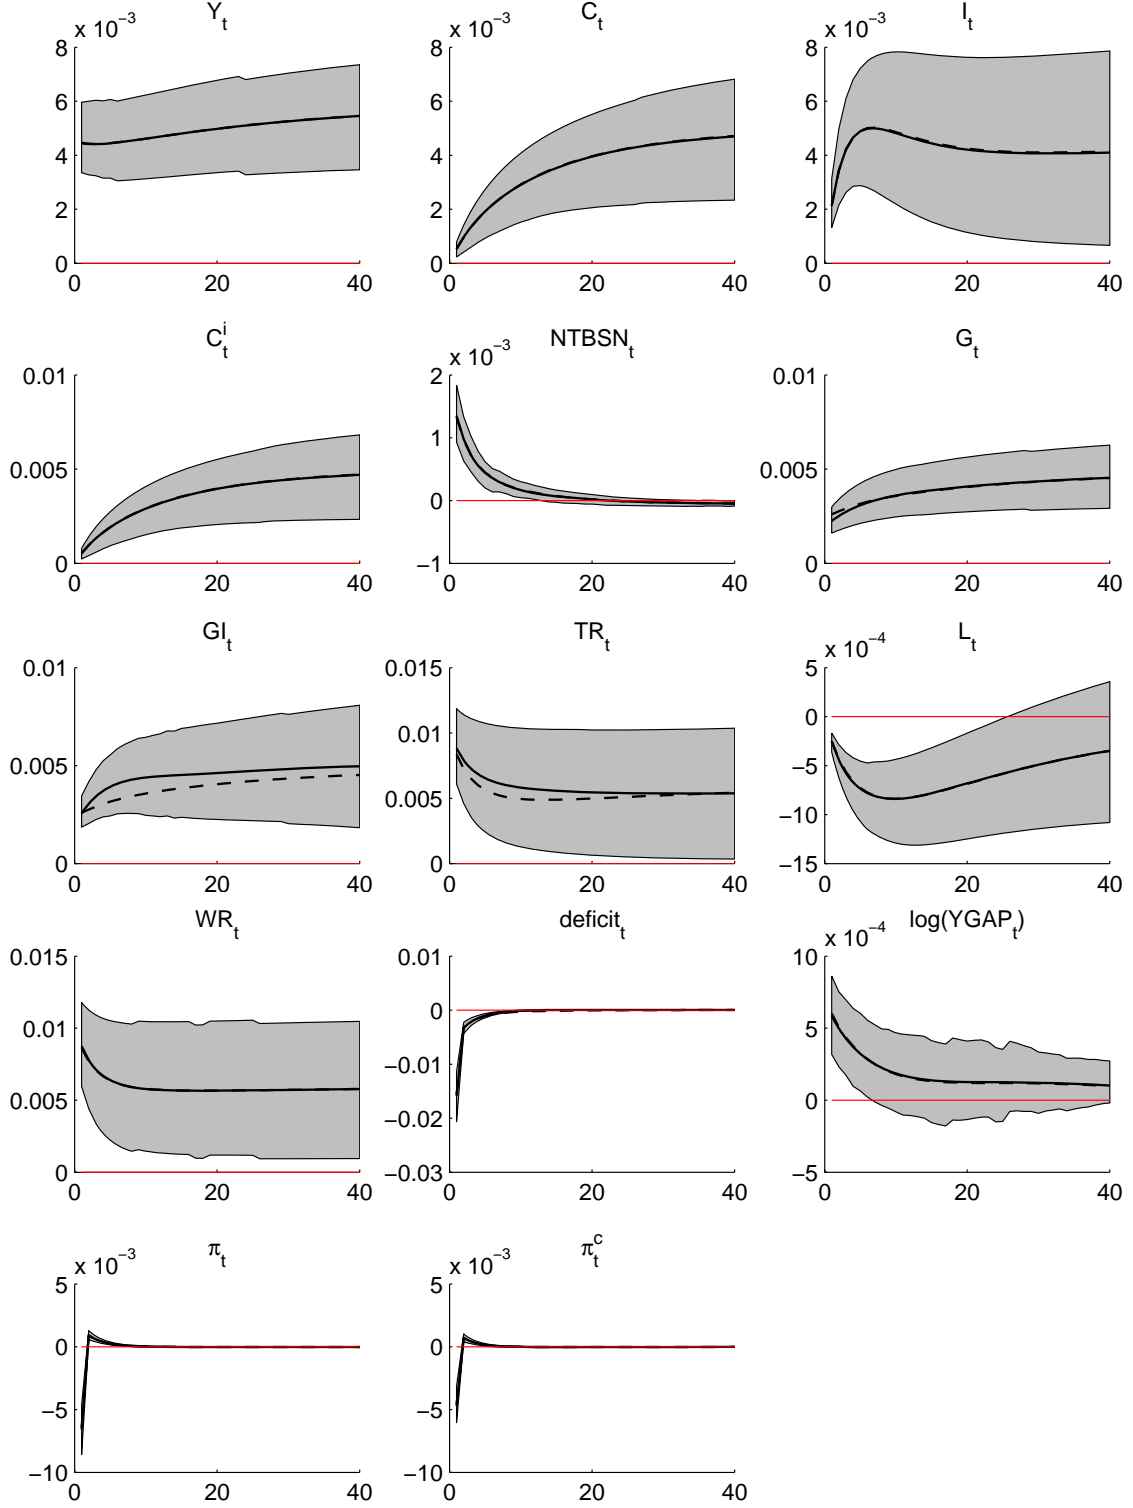 Y_t C_t I_t
x 10^−3 x 10^−3 x 10^−3
8 8 8
6 6 6
4 4 4
2 2 2
0 0 0
0 20 40 0 20 40 0 20 40
C_t^i NTBSN_t G_t
x 10^−3
0.01 2 0.01
1
0.005 0.005
0
0 −1 0
0 20 40 0 20 40 0 20 40
GI_t TR_t L_t
x 10^−4
0.01 0.015 5
0
0.01
0.005 −5
0.005
−10
0 0 −15
0 20 40 0 20 40 0 20 40
WR_t deficit_t log(YGAP_t)
x 10^−4
0.015 0.01 10
0
0.01 5
−0.01
0.005 0
−0.02
0 −0.03 −5
0 20 40 0 20 40 0 20 40
π_t π_t^c
x 10^−3 x 10^−3
5 5
0 0
−5 −5
−10 −10
0 20 40 0 20 40